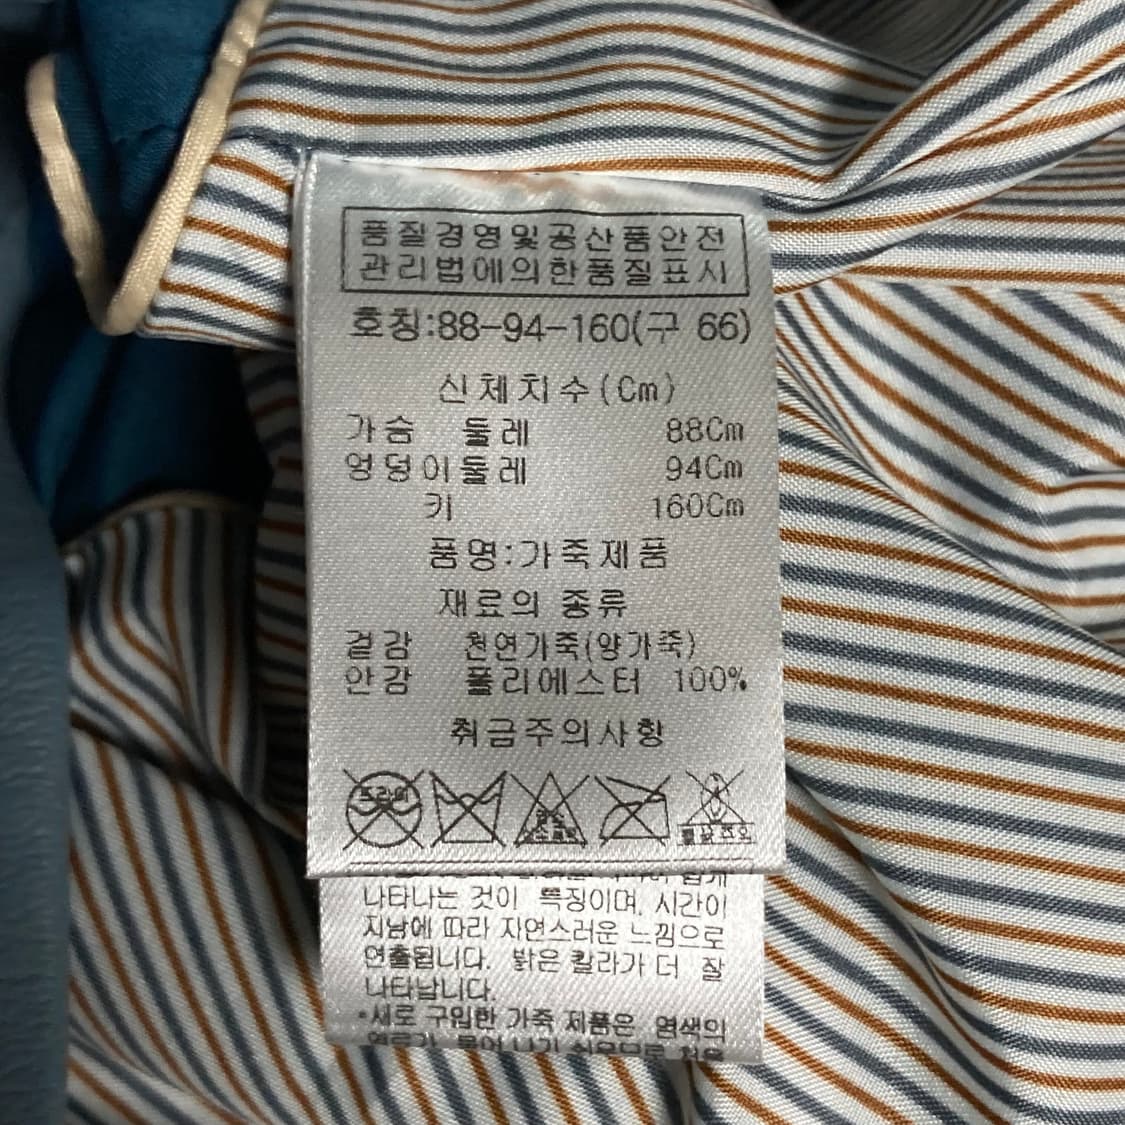 품질경영및공산품안전
관리법에의한품질표시
호칭:88-94-160(구 66)
신체치수(Cm)
가슴 둘레 88Cm
엉덩이둘레 94Cm
키 160Cm
품명:가죽제품
재료의 종류
겉감 천연가죽(양가죽)
안감 폴리에스터 100%
취급주의사항
드라이
나타나는 것이 특징이며, 시간이
지남에 따라 자연스러운 느낌으로
연출됩니다. 밝은 칼라가 더 잘
나타납니다.
•새로 구입한 가죽 제품은 염색의